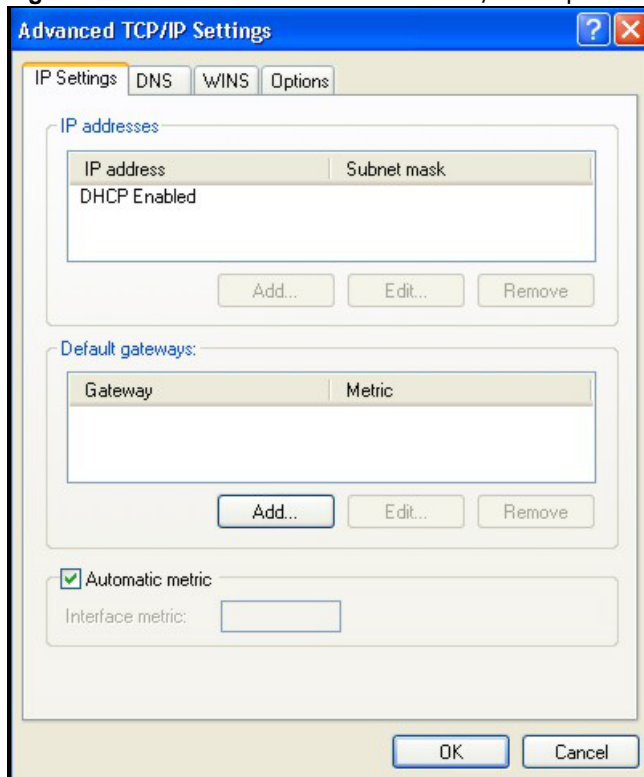 Advanced TCP/IP Settings
IP Settings DNS WINS Options
IP addresses
IP address Subnet mask
DHCP Enabled
Add... Edit... Remove
Default gateways:
Gateway Metric
Add... Edit... Remove
Automatic metric
Interface metric:
OK Cancel